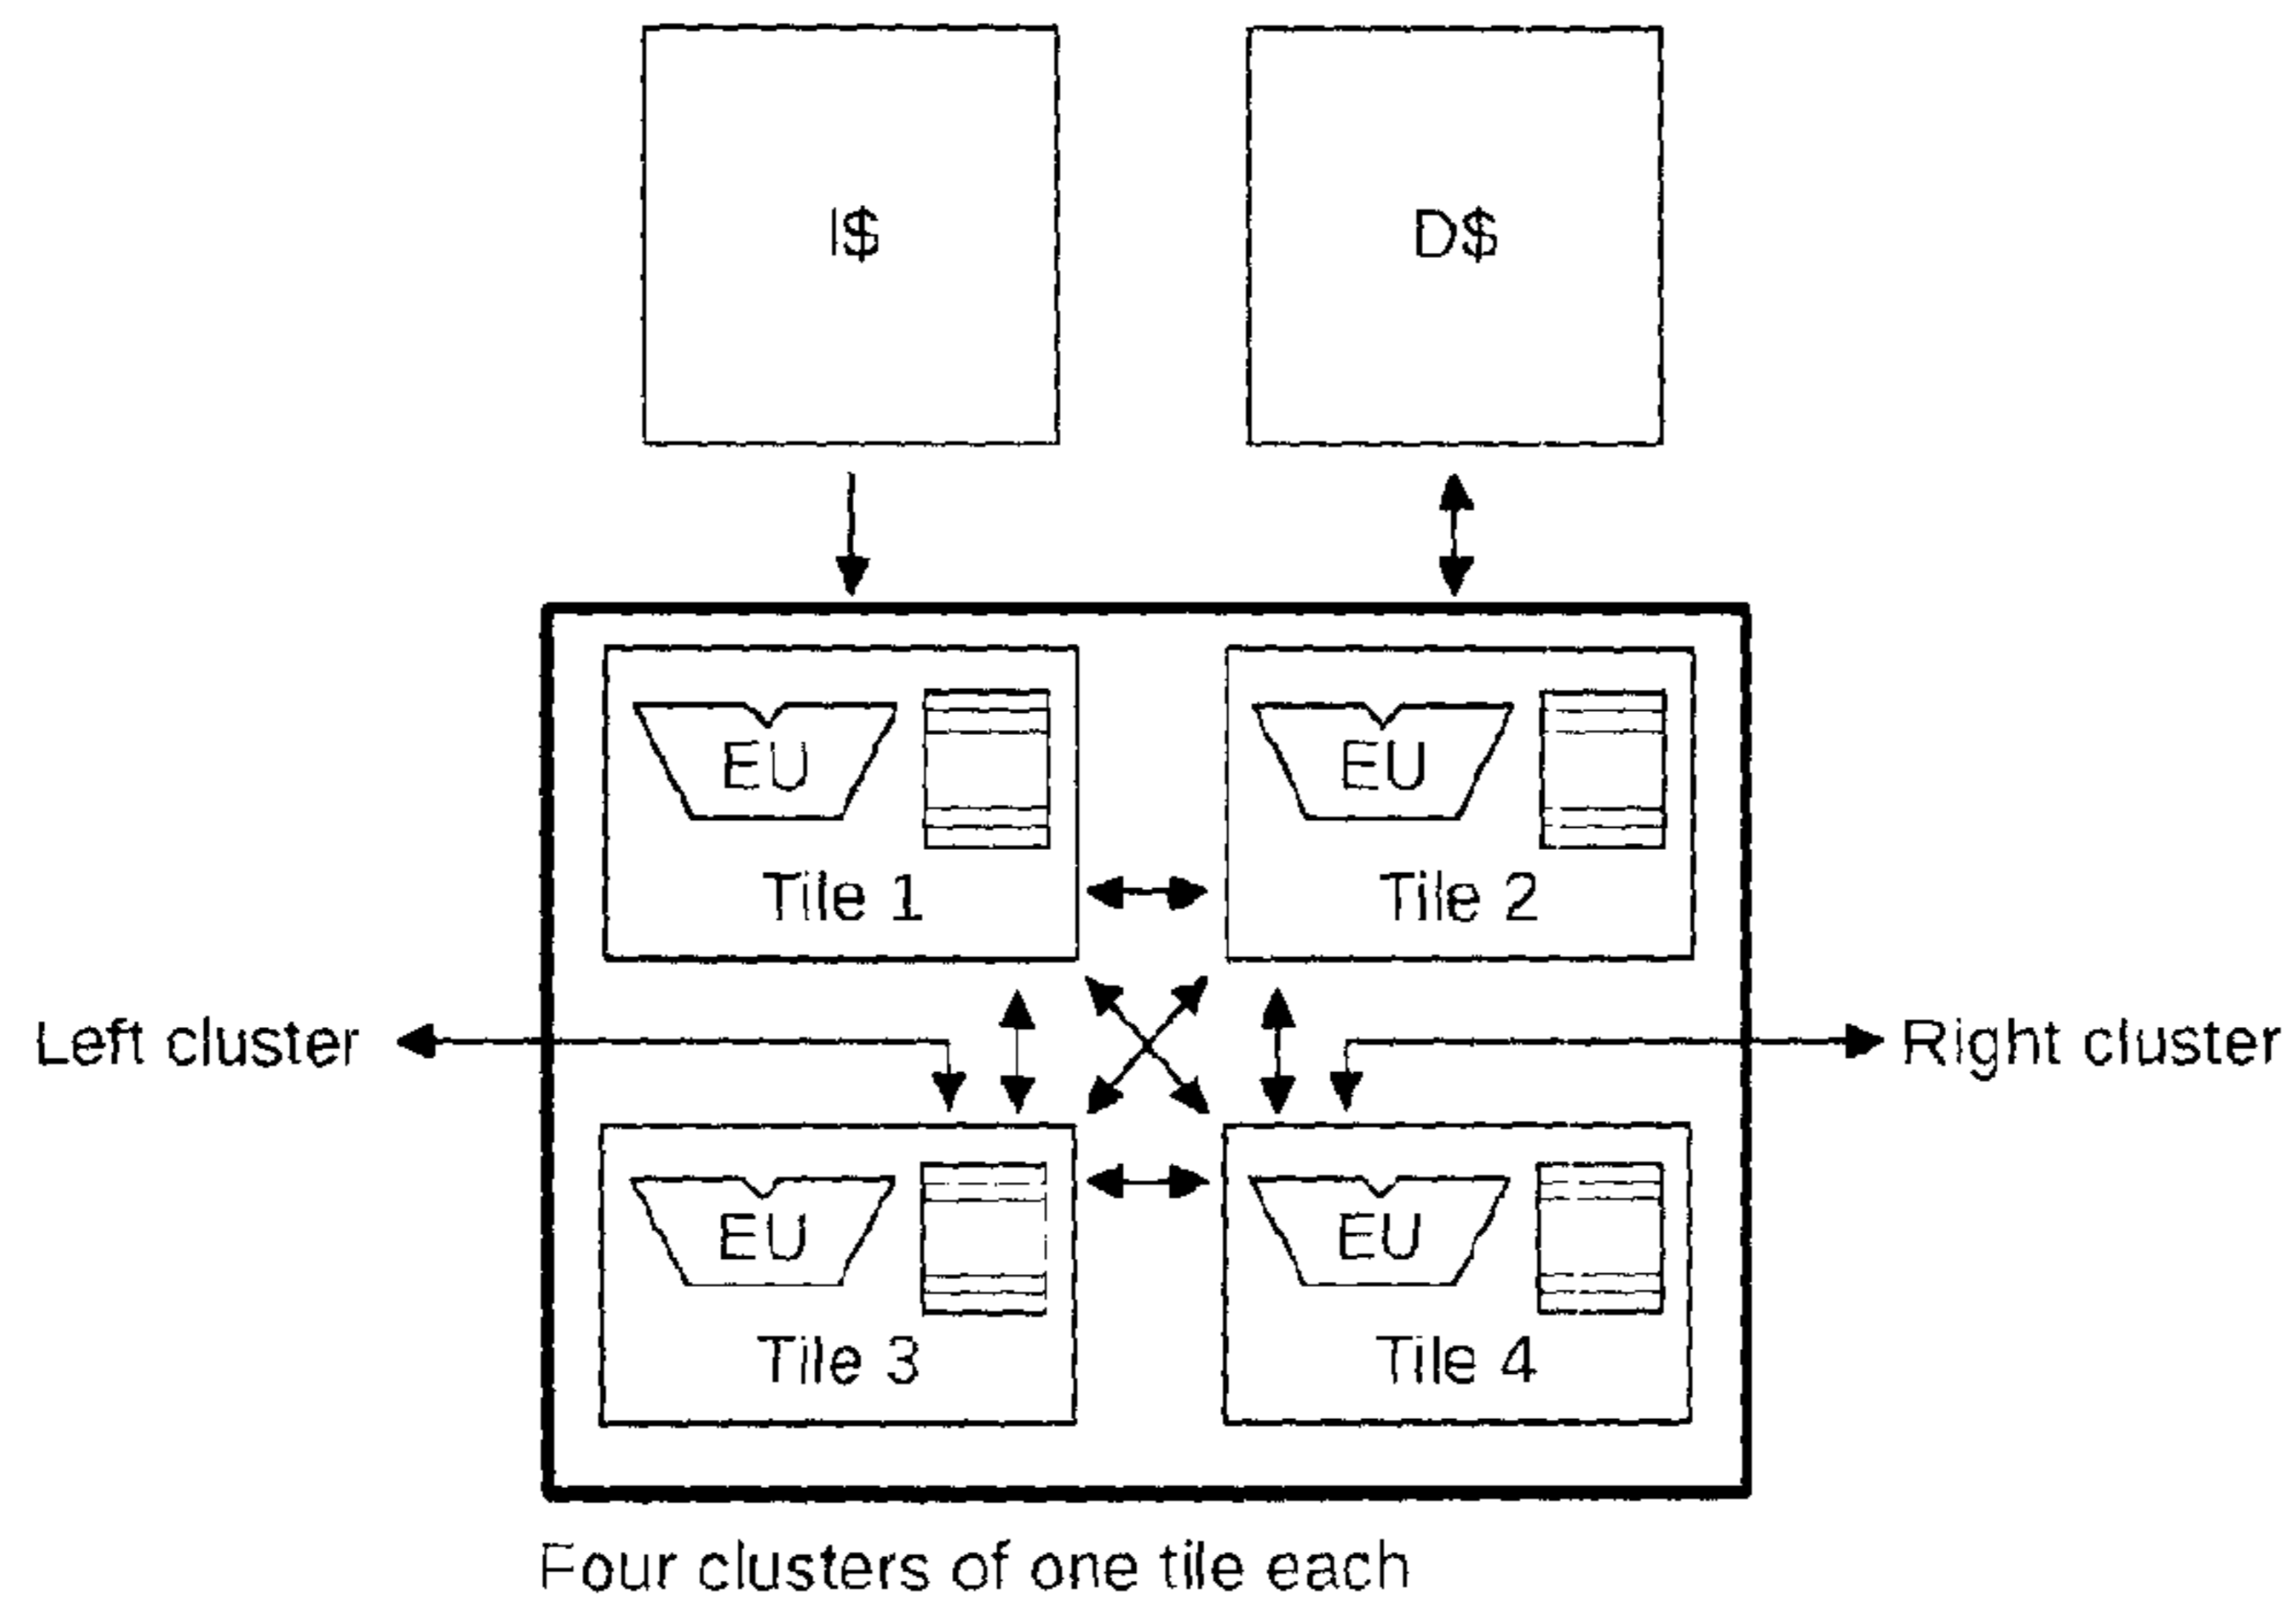 I$
D$
EU
EU
Tile 1
Tile 2
Left cluster
Right cluster
EU
EU
Tile 3
Tile 4
Four clusters of one tile each